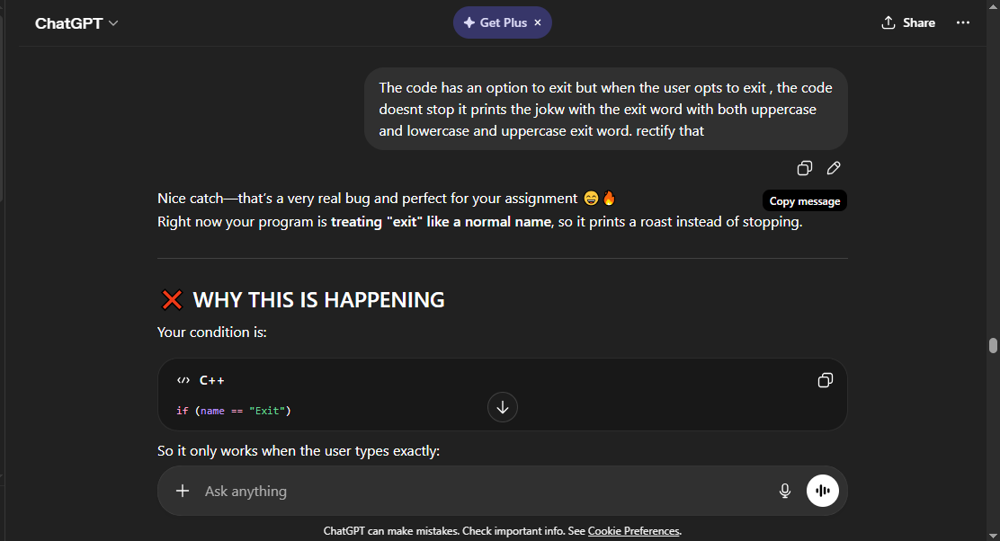 ChatGPT
Get Plus ×
Share
The code has an option to exit but when the user opts to exit , the code
doesnt stop it prints the jokw with the exit word with both uppercase
and lowercase and uppercase exit word. rectify that
Nice catch—that's a very real bug and perfect for your assignment 😄🔥
Copy message
Right now your program is treating "exit" like a normal name, so it prints a roast instead of stopping.
❌ WHY THIS IS HAPPENING
Your condition is:
C++
if (name == "Exit")
So it only works when the user types exactly:
Ask anything
ChatGPT can make mistakes. Check important info. See Cookie Preferences.